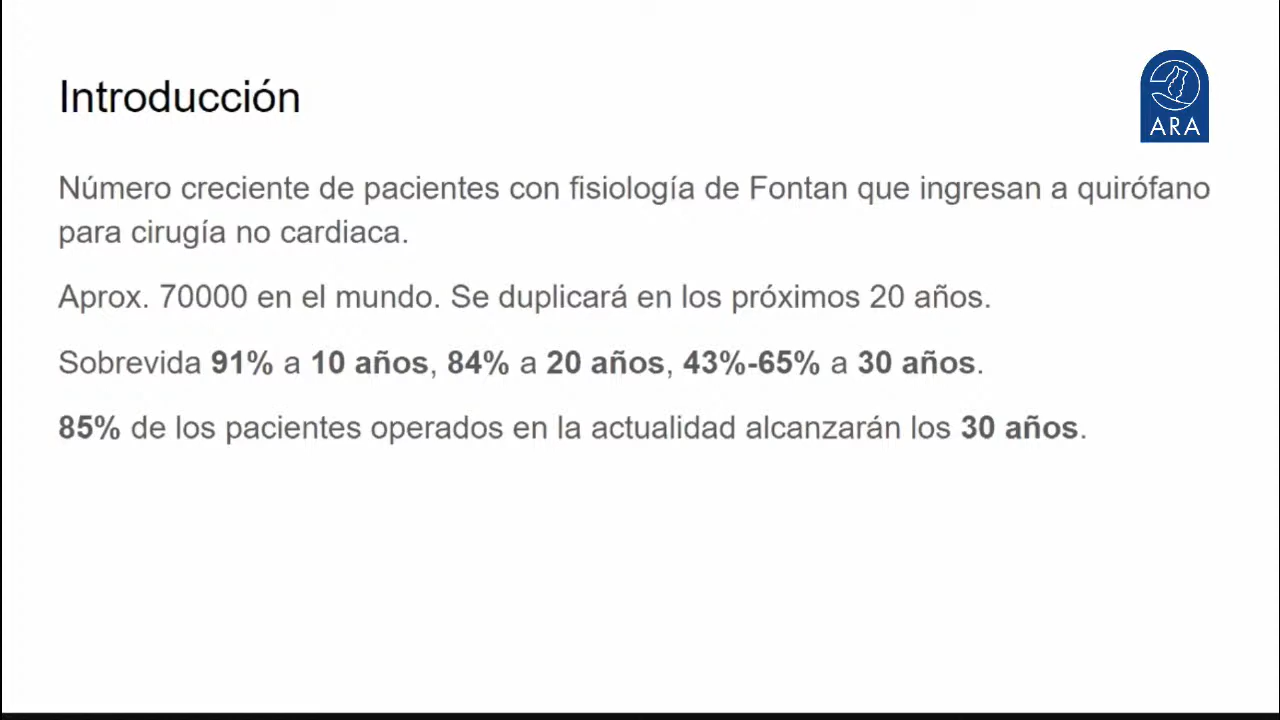 Introducción
ARA
Número creciente de pacientes con fisiología de Fontan que ingresan a quirófano
para cirugía no cardiaca.
Aprox. 70000 en el mundo. Se duplicará en los próximos 20 años.
Sobrevida 91% a 10 años, 84% a 20 años, 43%-65% a 30 años.
85% de los pacientes operados en la actualidad alcanzarán los 30 años.